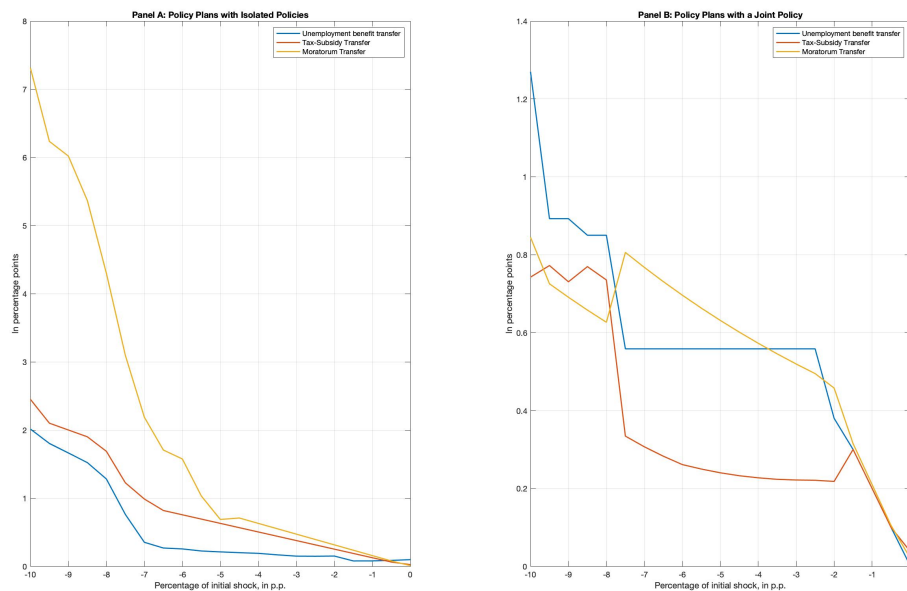 Panel A: Policy Plans with Isolated Policies
Unemployment benefit transfer
Tax-Subsidy Transfer
Moratorum Transfer
In percentage points
8
7
6
5
4
3
2
1
0
-10 -9 -8 -7 -6 -5 -4 -3 -2 -1 0
Percentage of initial shock, in p.p.
Panel B: Policy Plans with a Joint Policy
Unemployment benefit transfer
Tax-Subsidy Transfer
Moratorum Transfer
In percentage points
1.4
1.2
1
0.8
0.6
0.4
0.2
0
-10 -9 -8 -7 -6 -5 -4 -3 -2 -1
Percentage of initial shock, in p.p.